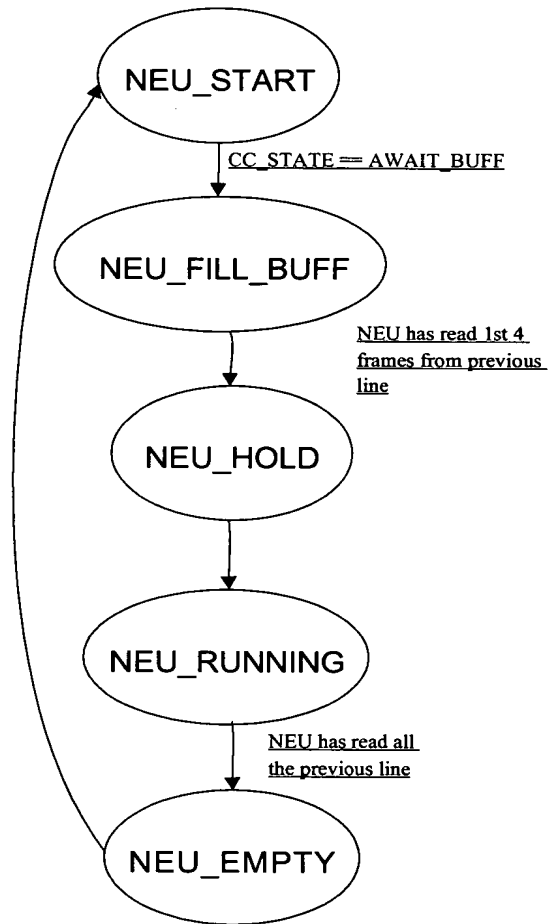 NEU_START
CC_STATE == AWAIT_BUFF
NEU_FILL_BUFF
NEU has read 1st 4
frames from previous
line
NEU_HOLD
NEU_RUNNING
NEU has read all
the previous line
NEU_EMPTY